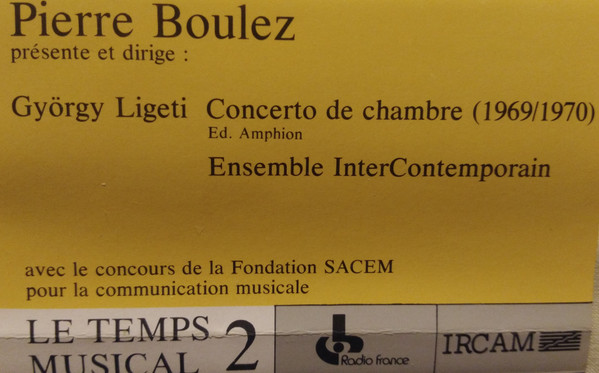 Pierre Boulez
présente et dirige :
György Ligeti Concerto de chambre (1969/1970)
Ed. Amphion
Ensemble InterContemporain
avec le concours de la Fondation SACEM
pour la communication musicale
LE TEMPS
MUSICAL 2
Radio france
IRCAM